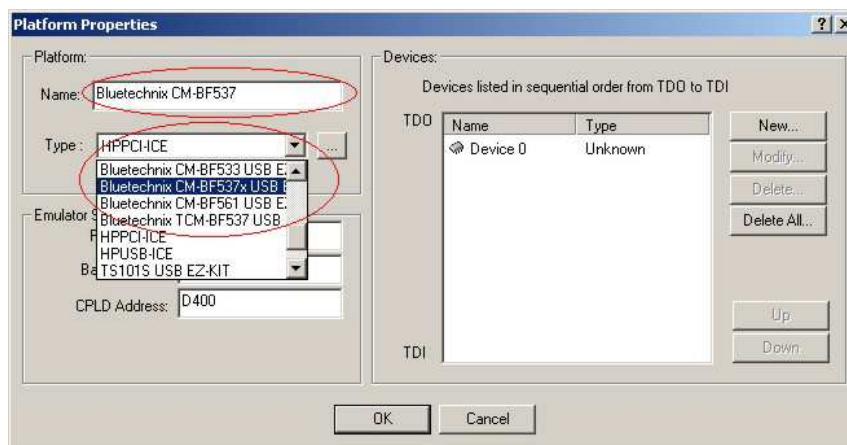 Platform Properties
Platform:
Name: Bluetechnix CM-BF537
Type : HPPCI-ICE ...
Bluetechnix CM-BF533 USB
Bluetechnix CM-BF537x USB
Bluetechnix CM-BF561 USB
Bluetechnix TCM-BF537 USB
HPPCI-ICE
HPUSB-ICE
TS101S USB EZ-KIT
Emulator
CPLD Address: D400
Devices:
Devices listed in sequential order from TDO to TDI
TDO
Name Type
Device 0 Unknown
TDI
New...
Modify...
Delete...
Delete All...
Up
Down
OK Cancel